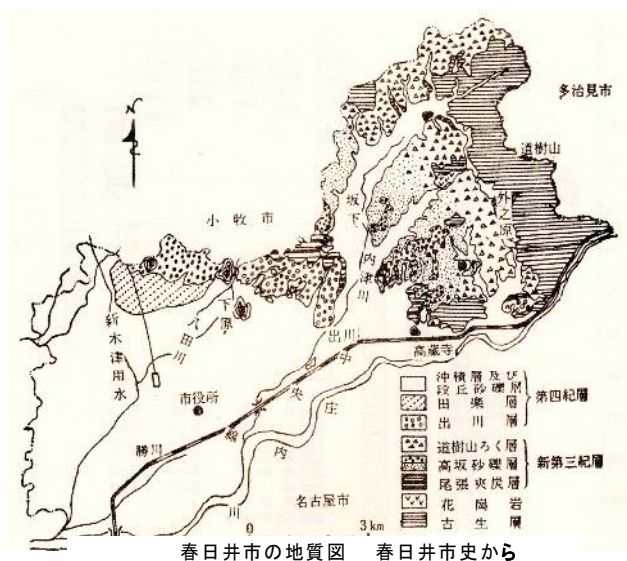 N
多治見市
道樹山
外之原
坂下
小牧市
内津川
下原
八田川
新木津用水
出川
高蔵寺
市役所
中央線
庄内川
勝川
名古屋市
0 3km
沖積層及び
段丘砂礫層
田楽層
出川層
第四紀層
道樹山ろく層
高坂砂礫層
尾張夾炭層
新第三紀層
花崗岩
古生層
春日井市の地質図 春日井市史から